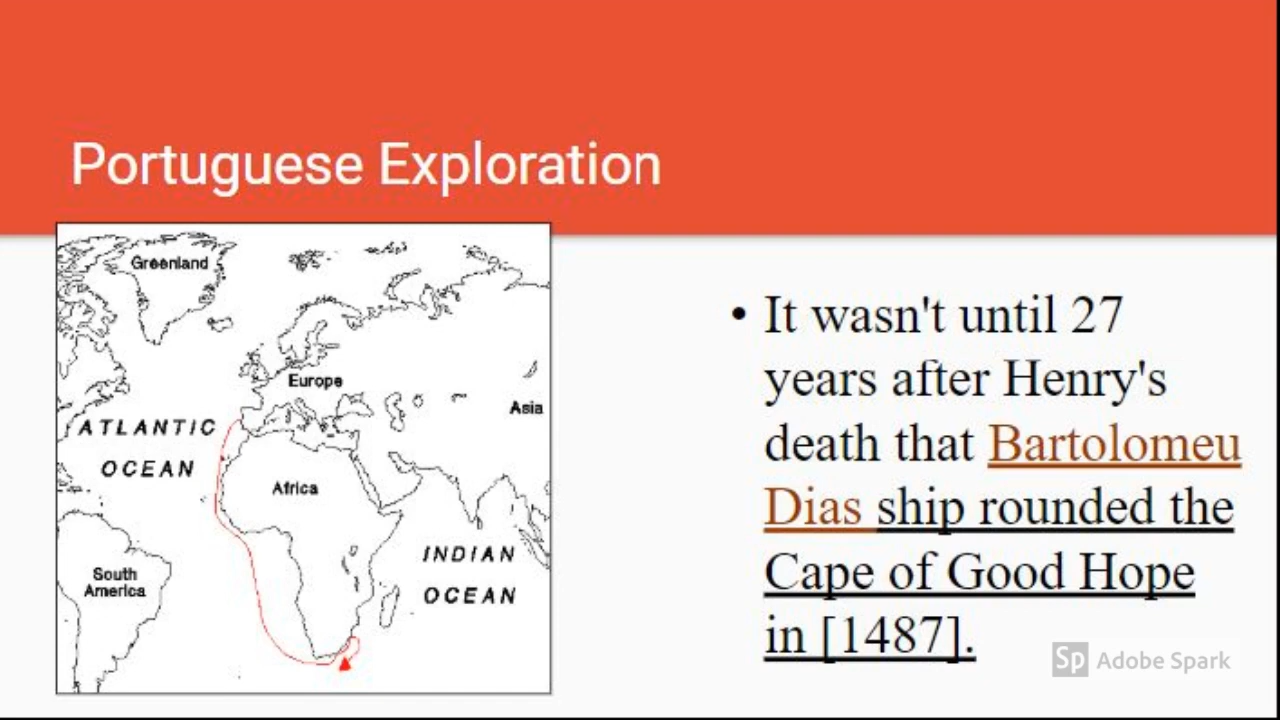 Portuguese Exploration
Greenland
Europe
Asia
ATLANTIC
OCEAN
Africa
INDIAN
OCEAN
South
America
• It wasn't until 27
years after Henry's
death that Bartolomeu
Dias ship rounded the
Cape of Good Hope
in [1487].
Sp Adobe Spark